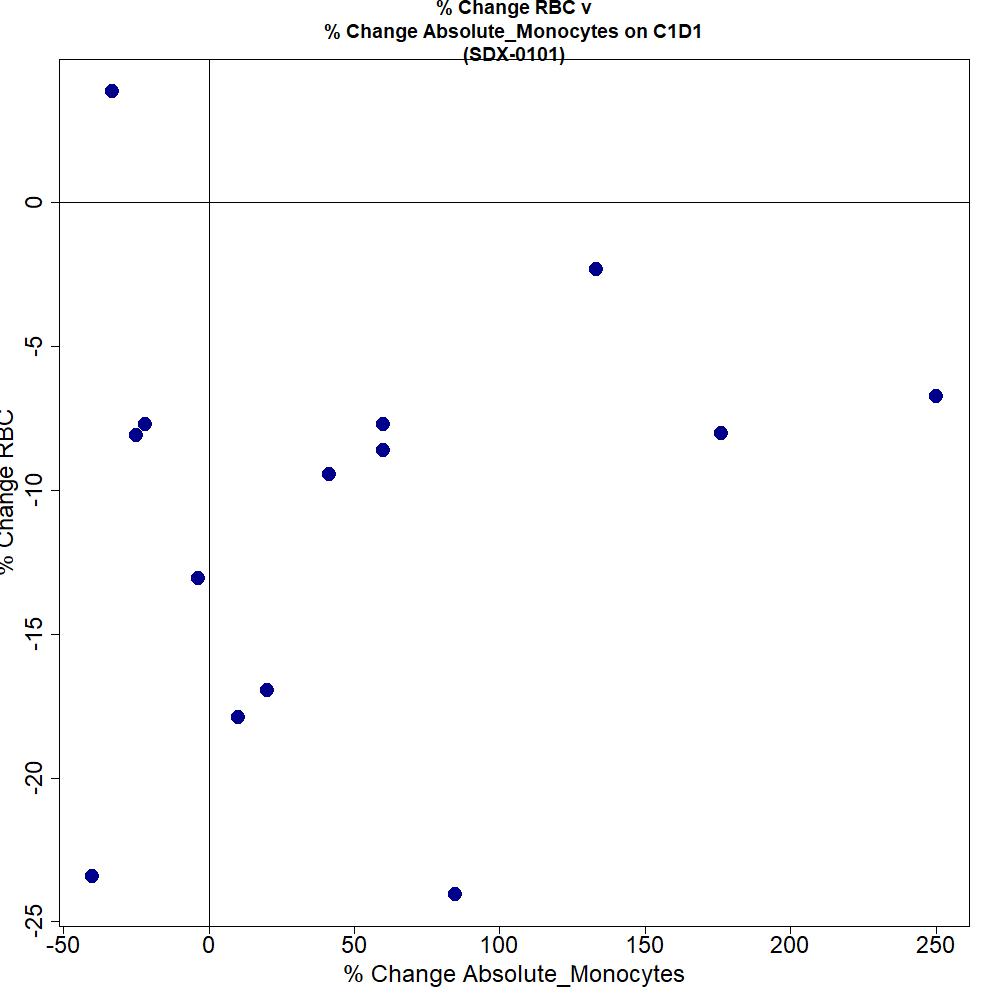 % Change RBC v
% Change Absolute_Monocytes on C1D1
(SDX-0101)
% Change RBC
0
-5
-10
-15
-20
-25
-50 0 50 100 150 200 250
% Change Absolute_Monocytes